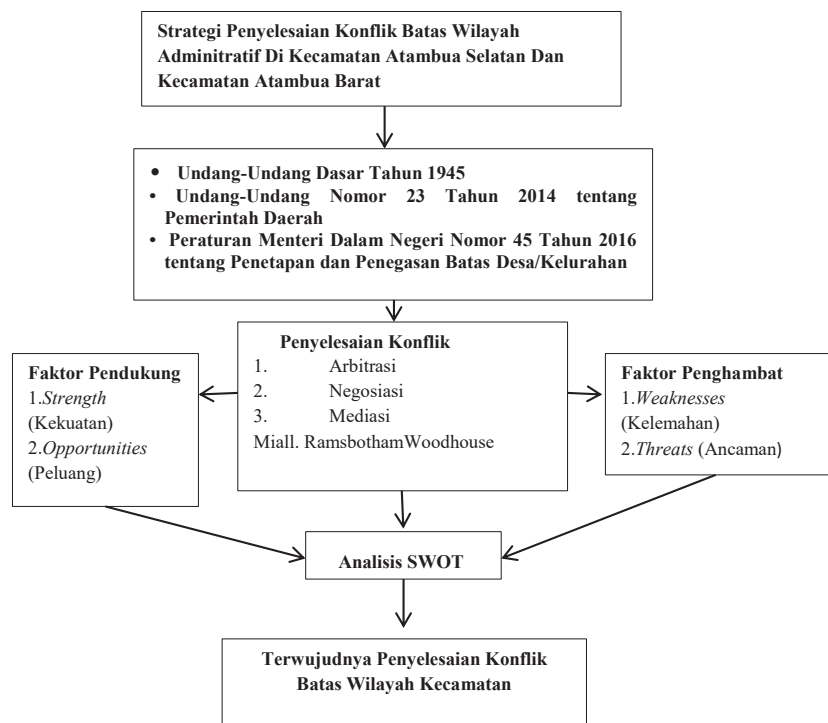 Strategi Penyelesaian Konflik Batas Wilayah
Adminitratif Di Kecamatan Atambua Selatan Dan
Kecamatan Atambua Barat
• Undang-Undang Dasar Tahun 1945
• Undang-Undang Nomor 23 Tahun 2014 tentang
Pemerintah Daerah
• Peraturan Menteri Dalam Negeri Nomor 45 Tahun 2016
tentang Penetapan dan Penegasan Batas Desa/Kelurahan
Faktor Pendukung
1.Strength
(Kekuatan)
2.Opportunities
(Peluang)
Penyelesaian Konflik
1. Arbitrasi
2. Negosiasi
3. Mediasi
Miall. RamsbothamWoodhouse
Faktor Penghambat
1.Weaknesses
(Kelemahan)
2.Threats (Ancaman)
Analisis SWOT
Terwujudnya Penyelesaian Konflik
Batas Wilayah Kecamatan